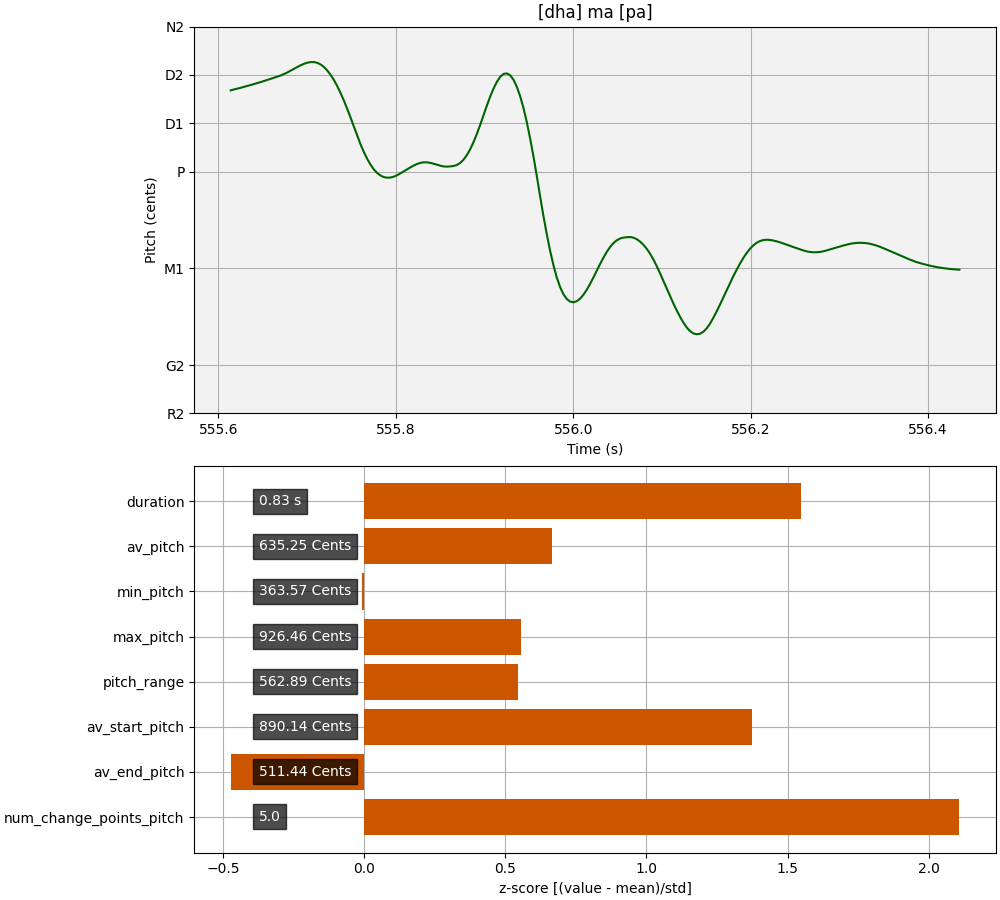 [dha] ma [pa]
N2
D2
D1
P
M1
G2
R2
Pitch (cents)
555.6
555.8
556.0
556.2
556.4
Time (s)
duration
0.83 s
av_pitch
635.25 Cents
min_pitch
363.57 Cents
max_pitch
926.46 Cents
pitch_range
562.89 Cents
av_start_pitch
890.14 Cents
av_end_pitch
511.44 Cents
num_change_points_pitch
5.0
−0.5
0.0
0.5
1.0
1.5
2.0
z-score [(value - mean)/std]